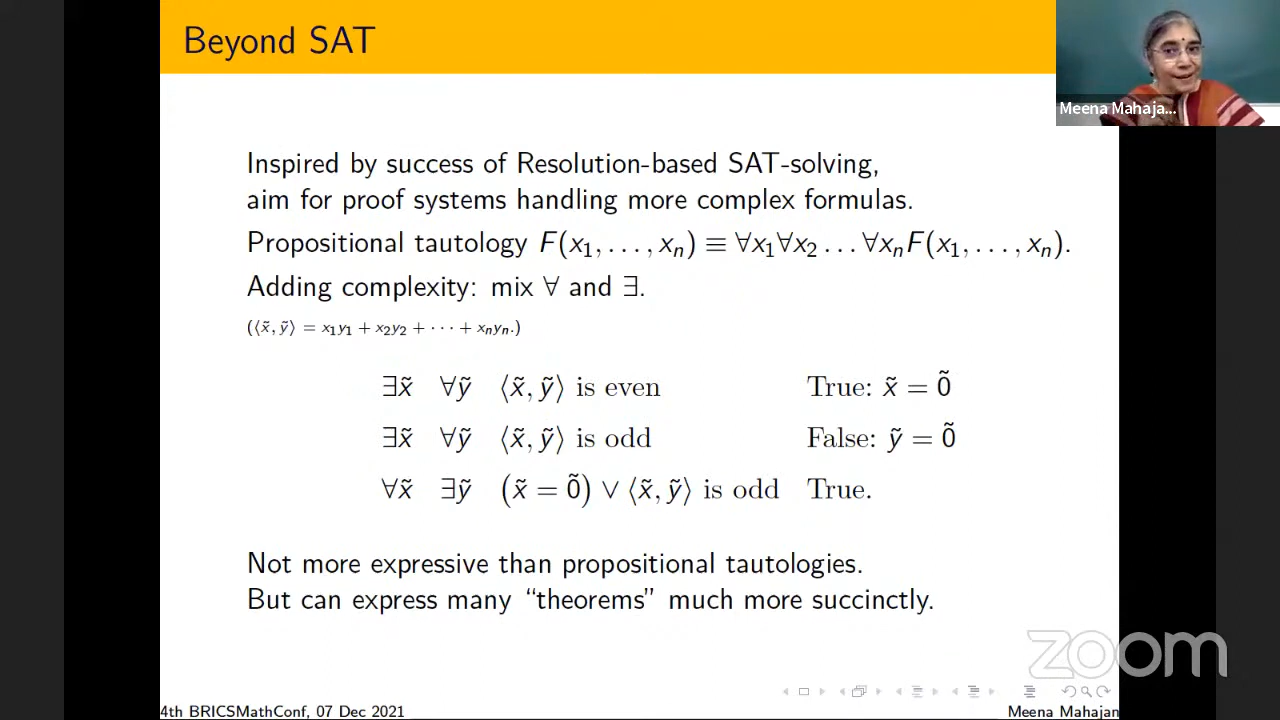 Beyond SAT
Meena Mahaja...
Inspired by success of Resolution-based SAT-solving,
aim for proof systems handling more complex formulas.
Propositional tautology F(x₁, . . . , xₙ) ≡ ∀x₁∀x₂ . . . ∀xₙF(x₁, . . . , xₙ).
Adding complexity: mix ∀ and ∃.
(⟨x̃, ỹ⟩ = x₁y₁ + x₂y₂ + · · · + xₙyₙ.)
∃x̃ ∀ỹ ⟨x̃, ỹ⟩ is even True: x̃ = 0̃
∃x̃ ∀ỹ ⟨x̃, ỹ⟩ is odd False: ỹ = 0̃
∀x̃ ∃ỹ (x̃ = 0̃) ∨ ⟨x̃, ỹ⟩ is odd True.
Not more expressive than propositional tautologies.
But can express many “theorems” much more succinctly.
zoom
4th BRICSMathConf, 07 Dec 2021 Meena Mahajan